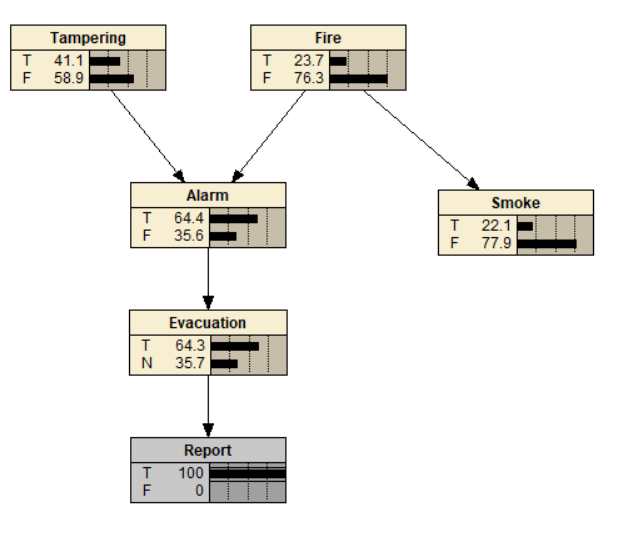 Tampering
T 41.1
F 58.9
Fire
T 23.7
F 76.3
Alarm
T 64.4
F 35.6
Smoke
T 22.1
F 77.9
Evacuation
T 64.3
N 35.7
Report
T 100
F 0